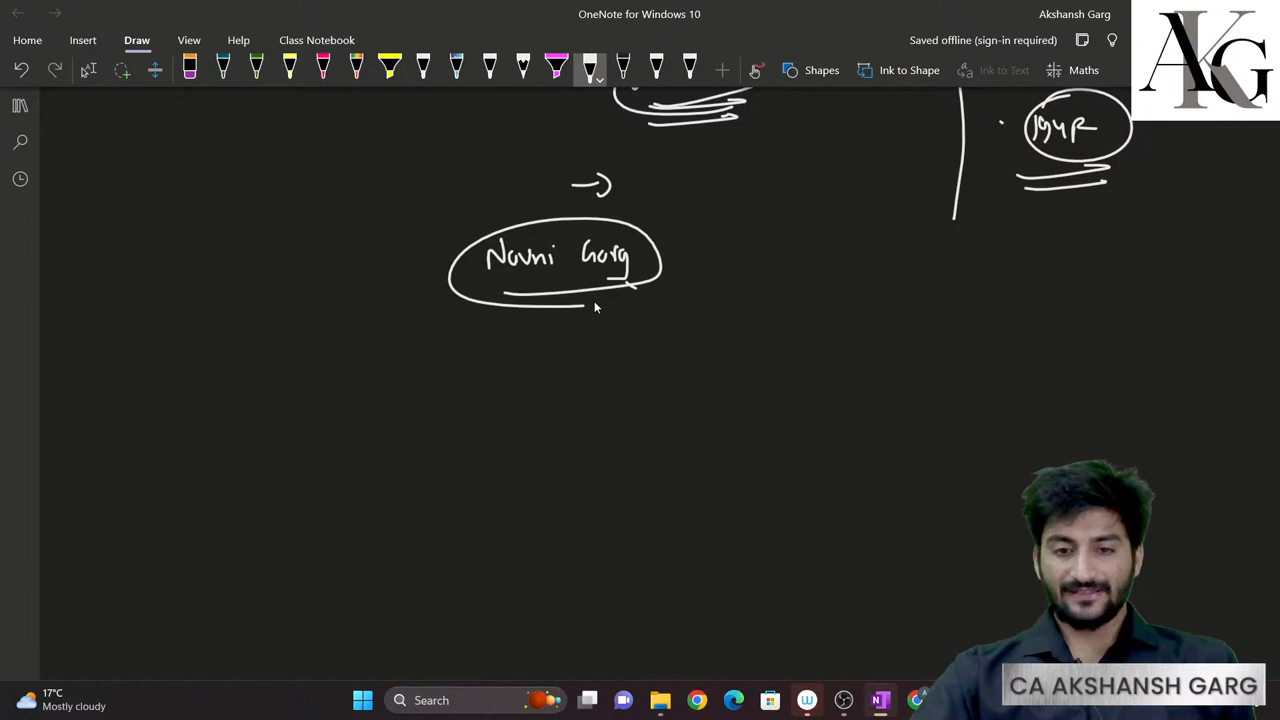 OneNote for Windows 10
Akshansh Garg
Home Insert Draw View Help Class Notebook
Saved offline (sign-in required)
Shapes Ink to Shape Ink to Text Maths
AKG
Navni Garg
CA AKSHANSH GARG
17°C
Mostly cloudy
Search